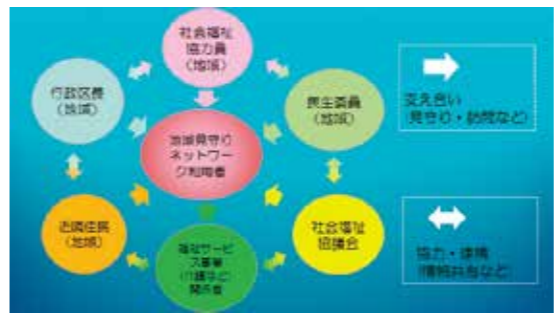 社会福祉
協力員
(地域)
行政区長
(地域)
民生委員
(地域)
地域見守り
ネットワー
ク利用者
近隣住民
(地域)
社会福祉
協議会
福祉サービ
ス事業
(介護など)
関係者
支え合い
(見守り・訪問など)
協力・連携
(情報共有など)